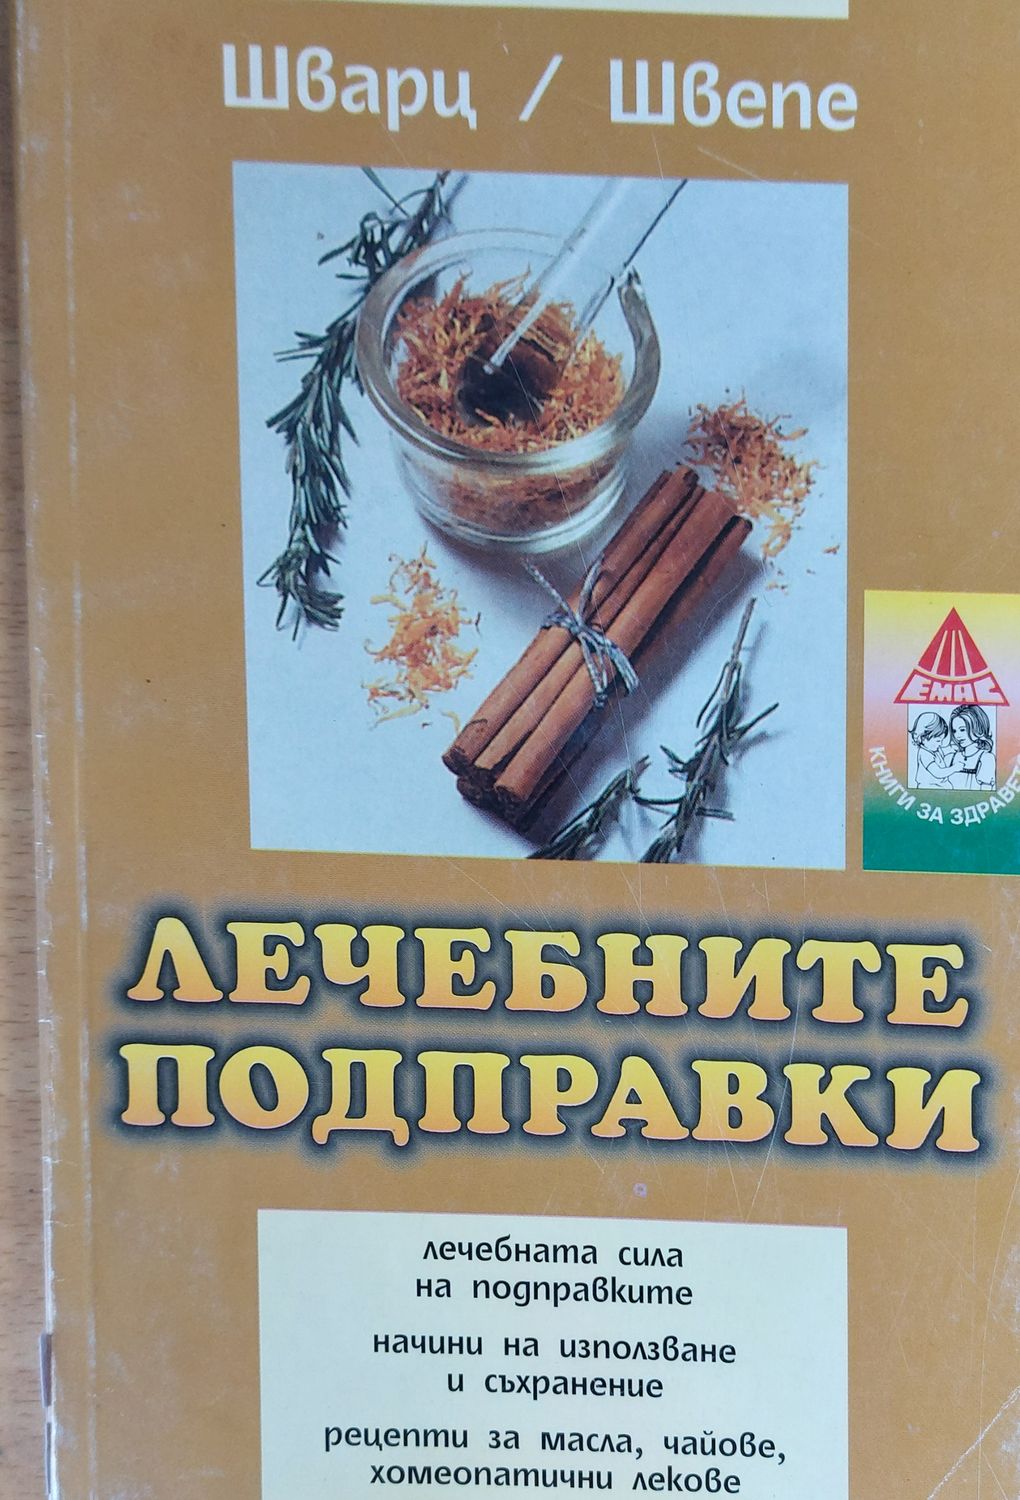 Шварц / Швепе
ЕМАС
КНИГИ ЗА ЗДРАВЕТО
ЛЕЧЕБНИТЕ
ПОДПРАВКИ
лечебната сила
на подправките
начини на използване
и съхранение
рецепти за масла, чайове,
хомеопатични лекове